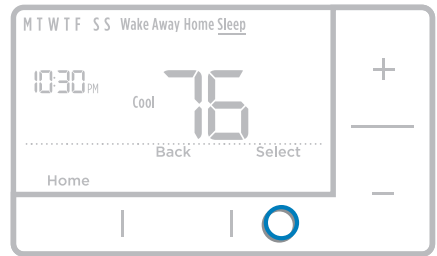 M T W T F S S Wake Away Home Sleep
10:30 PM
Cool 76
Back Select
Home